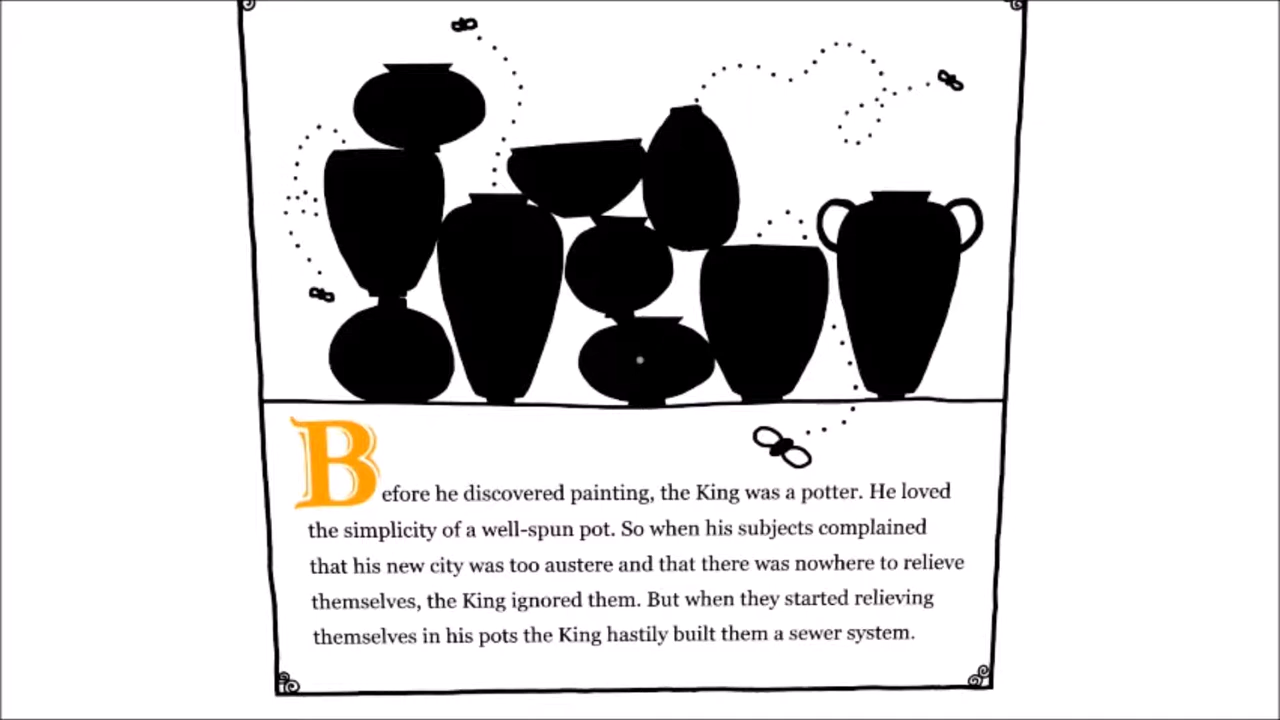 Before he discovered painting, the King was a potter. He loved
the simplicity of a well-spun pot. So when his subjects complained
that his new city was too austere and that there was nowhere to relieve
themselves, the King ignored them. But when they started relieving
themselves in his pots the King hastily built them a sewer system.